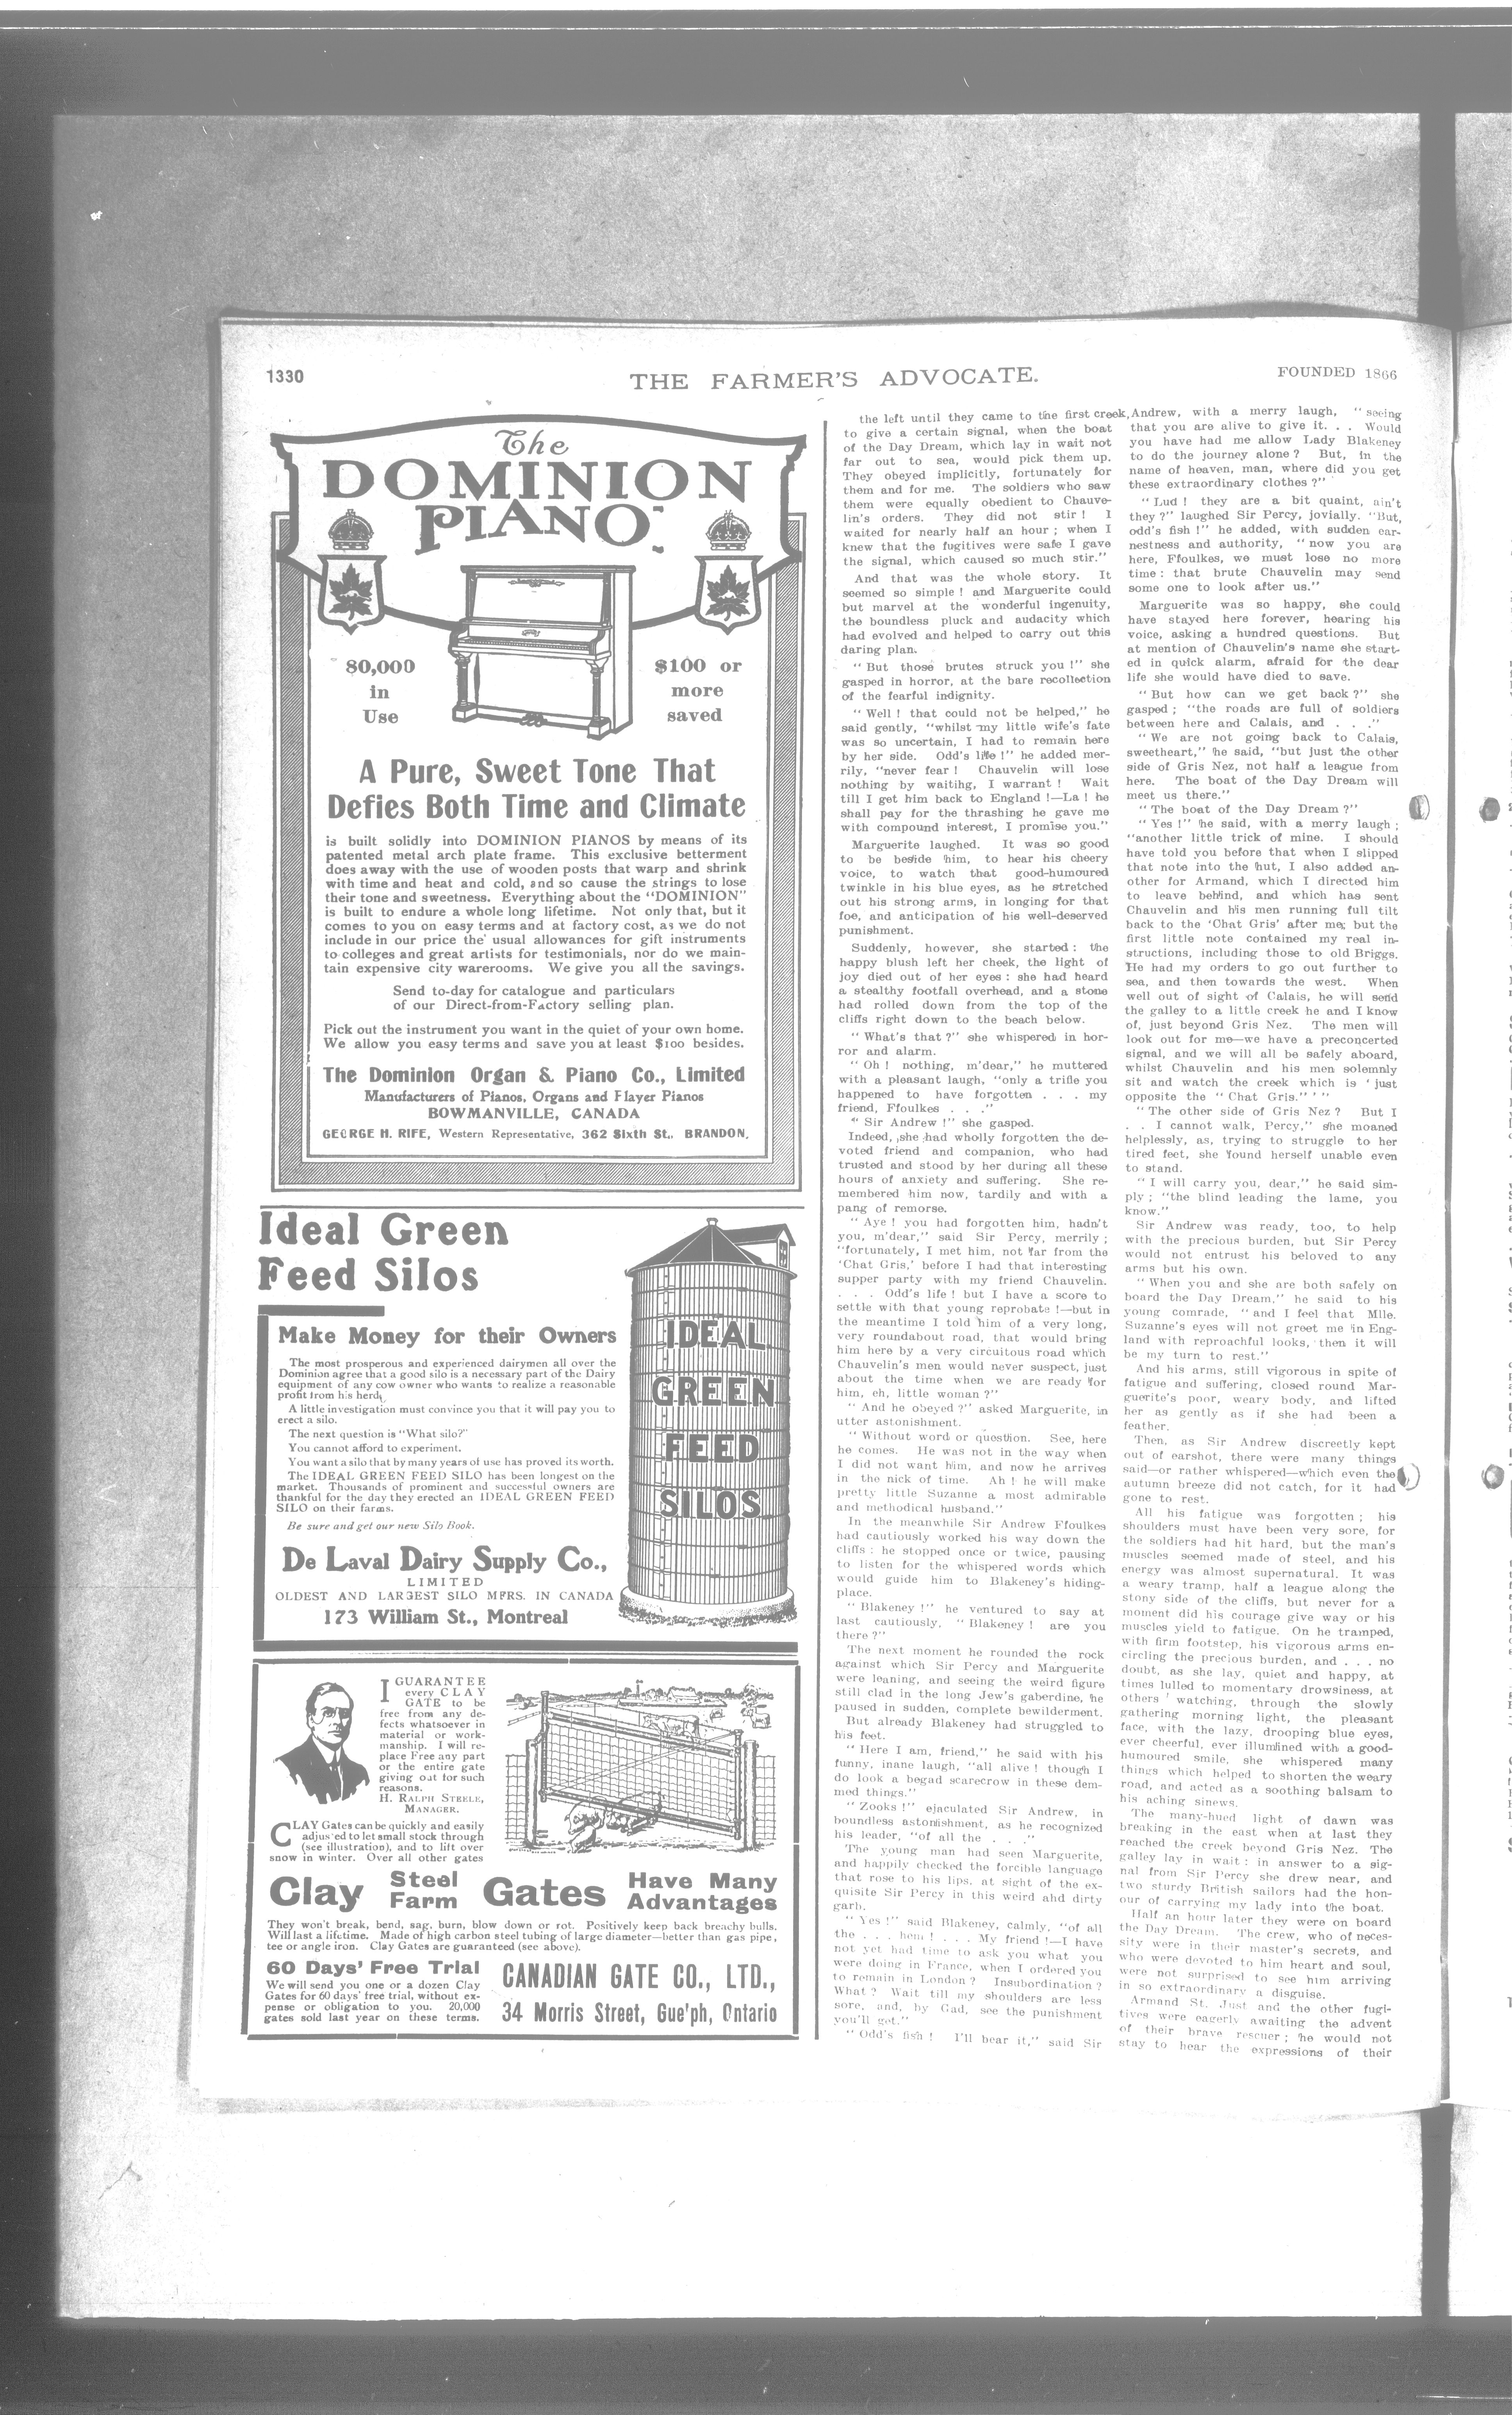 1330
THE FARMER'S ADVOCATE.
FOUNDED 1866
The
DOMINION
PIANO
80,000
in
Use
$100 or
more
saved
A Pure, Sweet Tone That
Defies Both Time and Climate
is built solidly into DOMINION PIANOS by means of its
patented metal arch plate frame. This exclusive betterment
does away with the use of wooden posts that warp and shrink
with time and heat and cold, and so cause the strings to lose
their tone and sweetness. Everything about the "DOMINION"
is built to endure a whole long lifetime. Not only that, but it
comes to you on easy terms and at factory cost, as we do not
include in our price the usual allowances for gift instruments
to colleges and great artists for testimonials, nor do we main-
tain expensive city warerooms. We give you all the savings.
Send to-day for catalogue and particulars
of our Direct-from-Factory selling plan.
Pick out the instrument you want in the quiet of your own home.
We allow you easy terms and save you at least $100 besides.
The Dominion Organ & Piano Co., Limited
Manufacturers of Pianos, Organs and Player Pianos
BOWMANVILLE, CANADA
GEORGE H. RIFE, Western Representative, 362 Sixth St., BRANDON.
Ideal Green
Feed Silos
Make Money for their Owners
The most prosperous and experienced dairymen all over the
Dominion agree that a good silo is a necessary part of the Dairy
equipment of any cow owner who wants to realize a reasonable
profit from his herd.
A little investigation must convince you that it will pay you to
erect a silo.
The next question is "What silo?"
You cannot afford to experiment.
You want a silo that by many years of use has proved its worth.
The IDEAL GREEN FEED SILO has been longest on the
market. Thousands of prominent and successful owners are
thankful for the day they erected an IDEAL GREEN FEED
SILO on their farms.
Be sure and get our new Silo Book.
De Laval Dairy Supply Co.,
LIMITED
OLDEST AND LARGEST SILO MFRS. IN CANADA
173 William St., Montreal
IDEAL
GREEN
FEED
SILOS
I GUARANTEE
every CLAY
GATE to be
free from any de-
fects whatsoever in
material or work-
manship. I will re-
place Free any part
or the entire gate
giving out for such
reasons.
H. RALPH STEELE,
MANAGER.
CLAY Gates can be quickly and easily
adjusted to let small stock through
(see illustration), and to lift over
snow in winter. Over all other gates
Clay Steel Farm Gates Have Many Advantages
They won't break, bend, sag, burn, blow down or rot. Positively keep back breachy bulls.
Will last a lifetime. Made of high carbon steel tubing of large diameter—better than gas pipe,
tee or angle iron. Clay Gates are guaranteed (see above).
60 Days' Free Trial
We will send you one or a dozen Clay
Gates for 60 days' free trial, without ex-
pense or obligation to you. 20,000
gates sold last year on these terms.
CANADIAN GATE CO., LTD.,
34 Morris Street, Gue'ph, Ontario
the left until they came to the first creek,
to give a certain signal, when the boat
of the Day Dream, which lay in wait not
far out to sea, would pick them up.
They obeyed implicitly, fortunately for
them and for me. The soldiers who saw
them were equally obedient to Chauve-
lin's orders. They did not stir ! I
waited for nearly half an hour ; when I
knew that the fugitives were safe I gave
the signal, which caused so much stir."
And that was the whole story. It
seemed so simple ! and Marguerite could
but marvel at the wonderful ingenuity,
the boundless pluck and audacity which
had evolved and helped to carry out this
daring plan.
" But those brutes struck you !" she
gasped in horror, at the bare recollection
of the fearful indignity.
" Well ! that could not be helped," he
said gently, "whilst my little wife's fate
was so uncertain, I had to remain here
by her side. Odd's life !" he added mer-
rily, "never fear ! Chauvelin will lose
nothing by waitihg, I warrant ! Wait
till I get him back to England !—La ! he
shall pay for the thrashing he gave me
with compound interest, I promise you."
Marguerite laughed. It was so good
to be beside him, to hear his cheery
voice, to watch that good-humoured
twinkle in his blue eyes, as he stretched
out his strong arms, in longing for that
foe, and anticipation of his well-deserved
punishment.
Suddenly, however, she started : the
happy blush left her cheek, the light of
joy died out of her eyes : she had heard
a stealthy footfall overhead, and a stone
had rolled down from the top of the
cliffs right down to the beach below.
" What's that ?" she whispered in hor-
ror and alarm.
" Oh ! nothing, m'dear," he muttered
with a pleasant laugh, "only a trifle you
happened to have forgotten . . . my
friend, Ffoulkes . . ."
" Sir Andrew !" she gasped.
Indeed, she had wholly forgotten the de-
voted friend and companion, who had
trusted and stood by her during all these
hours of anxiety and suffering. She re-
membered him now, tardily and with a
pang of remorse.
" Aye ! you had forgotten him, hadn't
you, m'dear," said Sir Percy, merrily ;
"fortunately, I met him, not far from the
'Chat Gris,' before I had that interesting
supper party with my friend Chauvelin.
. . . Odd's life ! but I have a score to
settle with that young reprobate !—but in
the meantime I told him of a very long,
very roundabout road, that would bring
him here by a very circuitous road which
Chauvelin's men would never suspect, just
about the time when we are ready for
him, eh, little woman ?"
" And he obeyed ?" asked Marguerite, in
utter astonishment.
" Without word or question. See, here
he comes. He was not in the way when
I did not want him, and now he arrives
in the nick of time. Ah ! he will make
pretty little Suzanne a most admirable
and methodical husband."
In the meanwhile Sir Andrew Ffoulkes
had cautiously worked his way down the
cliffs : he stopped once or twice, pausing
to listen for the whispered words which
would guide him to Blakeney's hiding-
place.
" Blakeney !" he ventured to say at
last cautiously, " Blakeney ! are you
there ?"
The next moment he rounded the rock
against which Sir Percy and Marguerite
were leaning, and seeing the weird figure
still clad in the long Jew's gaberdine, he
paused in sudden, complete bewilderment.
But already Blakeney had struggled to
his feet.
" Here I am, friend," he said with his
funny, inane laugh, "all alive ! though I
do look a begad scarecrow in these dem-
med things."
" Zooks !" ejaculated Sir Andrew, in
boundless astonishment, as he recognized
his leader, "of all the . . ."
The young man had seen Marguerite,
and happily checked the forcible language
that rose to his lips, at sight of the ex-
quisite Sir Percy in this weird ahd dirty
garb.
" Yes !" said Blakeney, calmly, "of all
the . . . hem ! . . . My friend !—I have
not yet had time to ask you what you
were doing in France, when I ordered you
to remain in London ? Insubordination ?
What ? Wait till my shoulders are less
sore, and, by Gad, see the punishment
you'll get."
" Odd's fish ! I'll bear it," said Sir
Andrew, with a merry laugh, " seeing
that you are alive to give it. . . Would
you have had me allow Lady Blakeney
to do the journey alone ? But, in the
name of heaven, man, where did you get
these extraordinary clothes ?"
" Lud ! they are a bit quaint, ain't
they ?" laughed Sir Percy, jovially. "But,
odd's fish !" he added, with sudden ear-
nestness and authority, " now you are
here, Ffoulkes, we must lose no more
time : that brute Chauvelin may send
some one to look after us."
Marguerite was so happy, she could
have stayed here forever, hearing his
voice, asking a hundred questions. But
at mention of Chauvelin's name she start-
ed in quick alarm, afraid for the dear
life she would have died to save.
" But how can we get back ?" she
gasped ; "the roads are full of soldiers
between here and Calais, and . . ."
" We are not going back to Calais,
sweetheart," he said, "but just the other
side of Gris Nez, not half a league from
here. The boat of the Day Dream will
meet us there."
" The boat of the Day Dream ?"
" Yes !" he said, with a merry laugh ;
"another little trick of mine. I should
have told you before that when I slipped
that note into the hut, I also added an-
other for Armand, which I directed him
to leave behind, and which has sent
Chauvelin and his men running full tilt
back to the 'Chat Gris' after me; but the
first little note contained my real in-
structions, including those to old Briggs.
He had my orders to go out further to
sea, and then towards the west. When
well out of sight of Calais, he will send
the galley to a little creek he and I know
of, just beyond Gris Nez. The men will
look out for me—we have a preconcerted
signal, and we will all be safely aboard,
whilst Chauvelin and his men solemnly
sit and watch the creek which is ' just
opposite the " Chat Gris." ' "
" The other side of Gris Nez ? But I
. . I cannot walk, Percy," she moaned
helplessly, as, trying to struggle to her
tired feet, she found herself unable even
to stand.
" I will carry you, dear," he said sim-
ply ; "the blind leading the lame, you
know."
Sir Andrew was ready, too, to help
with the precious burden, but Sir Percy
would not entrust his beloved to any
arms but his own.
" When you and she are both safely on
board the Day Dream," he said to his
young comrade, " and I feel that Mlle.
Suzanne's eyes will not greet me in Eng-
land with reproachful looks, then it will
be my turn to rest."
And his arms, still vigorous in spite of
fatigue and suffering, closed round Mar-
guerite's poor, weary body, and lifted
her as gently as if she had been a
feather.
Then, as Sir Andrew discreetly kept
out of earshot, there were many things
said—or rather whispered—which even the
autumn breeze did not catch, for it had
gone to rest.
All his fatigue was forgotten ; his
shoulders must have been very sore, for
the soldiers had hit hard, but the man's
muscles seemed made of steel, and his
energy was almost supernatural. It was
a weary tramp, half a league along the
stony side of the cliffs, but never for a
moment did his courage give way or his
muscles yield to fatigue. On he tramped,
with firm footstep, his vigorous arms en-
circling the precious burden, and . . . no
doubt, as she lay, quiet and happy, at
times lulled to momentary drowsiness, at
others ' watching, through the slowly
gathering morning light, the pleasant
face, with the lazy, drooping blue eyes,
ever cheerful, ever illumined with a good-
humoured smile, she whispered many
things which helped to shorten the weary
road, and acted as a soothing balsam to
his aching sinews.
The many-hued light of dawn was
breaking in the east when at last they
reached the creek beyond Gris Nez. The
galley lay in wait : in answer to a sig-
nal from Sir Percy she drew near, and
two sturdy British sailors had the hon-
our of carrying my lady into the boat.
Half an hour later they were on board
the Day Dream. The crew, who of neces-
sity were in their master's secrets, and
who were devoted to him heart and soul,
were not surprised to see him arriving
in so extraordinary a disguise.
Armand St. Just and the other fugi-
tives were eagerly awaiting the advent
of their brave rescuer ; he would not
stay to hear the expressions of their